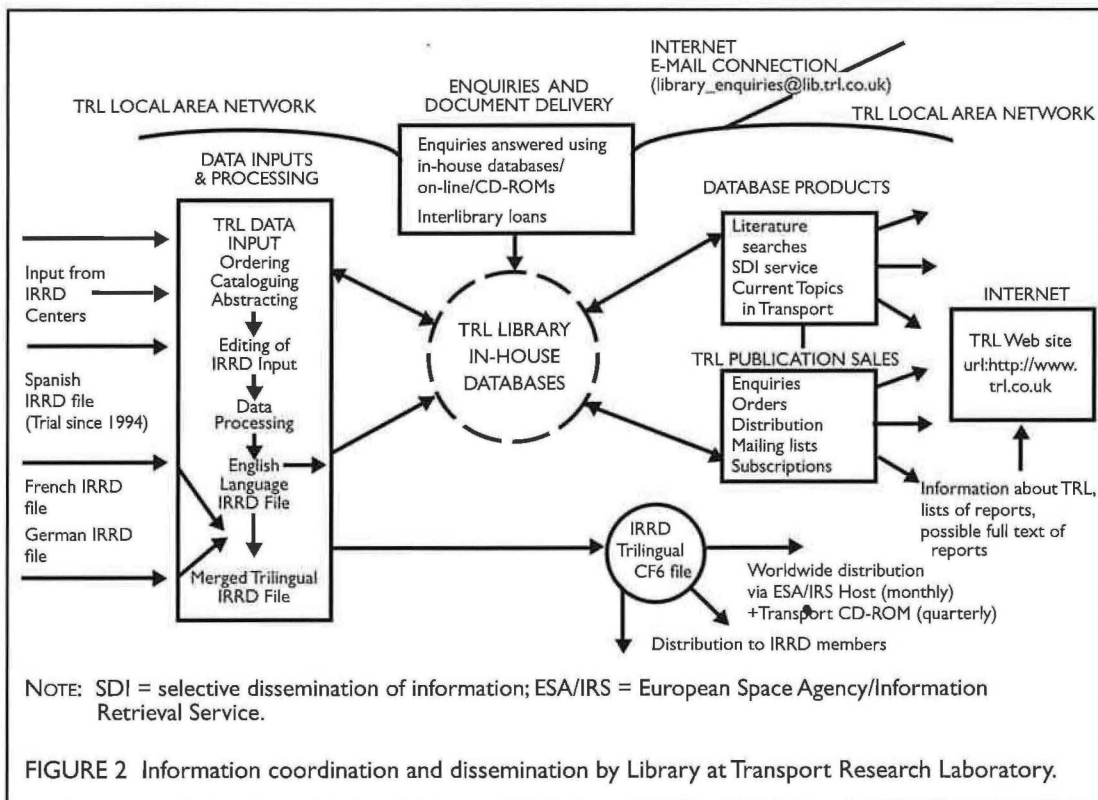 INTERNET
E-MAIL CONNECTION
(library_enquiries@lib.trl.co.uk)
ENQUIRIES AND
DOCUMENT DELIVERY
TRL LOCAL AREA NETWORK
TRL LOCAL AREA NETWORK
Enquiries answered using
in-house databases/
on-line/CD-ROMs
Interlibrary loans
DATA INPUTS
& PROCESSING
TRL DATA
INPUT
Ordering
Cataloguing
Abstracting
Editing of
IRRD Input
Data
Processing
English
Language
IRRD File
Merged Trilingual
IRRD File
Input from
IRRD
Centers
Spanish
IRRD file
(Trial since 1994)
French IRRD
file
German IRRD
file
TRL LIBRARY
IN-HOUSE
DATABASES
DATABASE PRODUCTS
Literature
searches
SDI service
Current Topics
in Transport
TRL PUBLICATION SALES
Enquiries
Orders
Distribution
Mailing lists
Subscriptions
INTERNET
TRL Web site
url:http://www.
trl.co.uk
Information about TRL,
lists of reports,
possible full text of
reports
IRRD
Trilingual
CF6 file
Worldwide distribution
via ESA/IRS Host (monthly)
+Transport CD-ROM (quarterly)
Distribution to IRRD members
NOTE: SDI = selective dissemination of information; ESA/IRS = European Space Agency/Information
Retrieval Service.
FIGURE 2 Information coordination and dissemination by Library at Transport Research Laboratory.